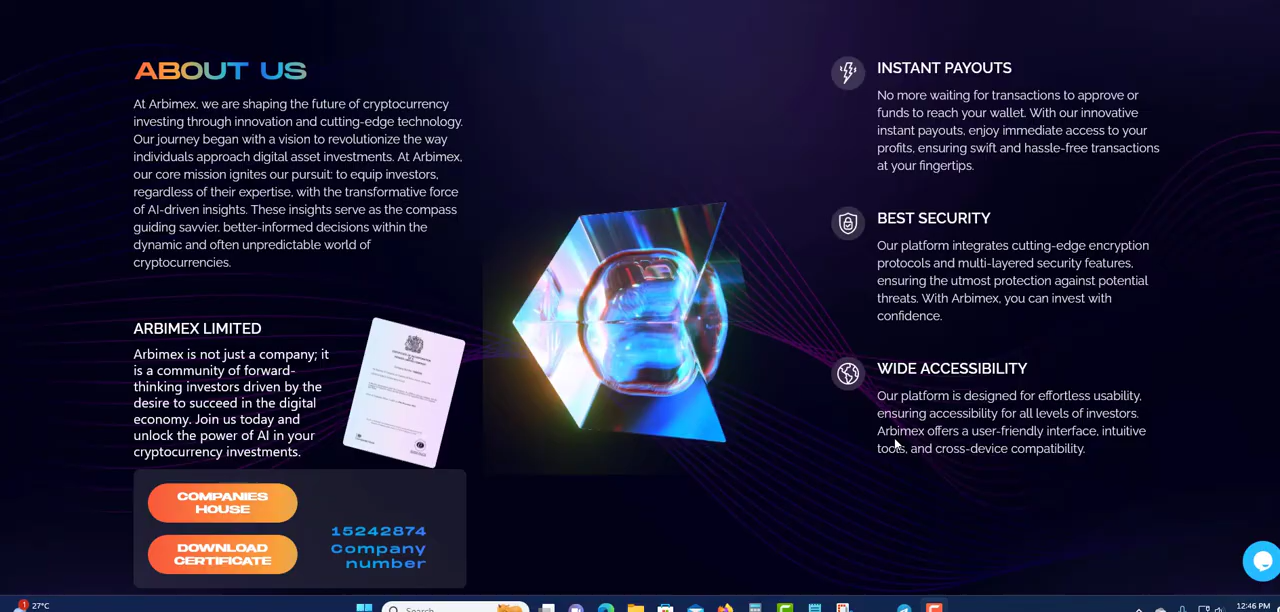 ABOUT US
At Arbimex, we are shaping the future of cryptocurrency
investing through innovation and cutting-edge technology.
Our journey began with a vision to revolutionize the way
individuals approach digital asset investments. At Arbimex,
our core mission ignites our pursuit: to equip investors,
regardless of their expertise, with the transformative force
of AI-driven insights. These insights serve as the compass
guiding savvier, better-informed decisions within the
dynamic and often unpredictable world of
cryptocurrencies.
ARBIMEX LIMITED
Arbimex is not just a company; it
is a community of forward-
thinking investors driven by the
desire to succeed in the digital
economy. Join us today and
unlock the power of AI in your
cryptocurrency investments.
COMPANIES
HOUSE
DOWNLOAD
CERTIFICATE
15242874
Company
number
INSTANT PAYOUTS
No more waiting for transactions to approve or
funds to reach your wallet. With our innovative
instant payouts, enjoy immediate access to your
profits, ensuring swift and hassle-free transactions
at your fingertips.
BEST SECURITY
Our platform integrates cutting-edge encryption
protocols and multi-layered security features,
ensuring the utmost protection against potential
threats. With Arbimex, you can invest with
confidence.
WIDE ACCESSIBILITY
Our platform is designed for effortless usability,
ensuring accessibility for all levels of investors.
Arbimex offers a user-friendly interface, intuitive
tools, and cross-device compatibility.
1
27°C
Search
12:46 PM